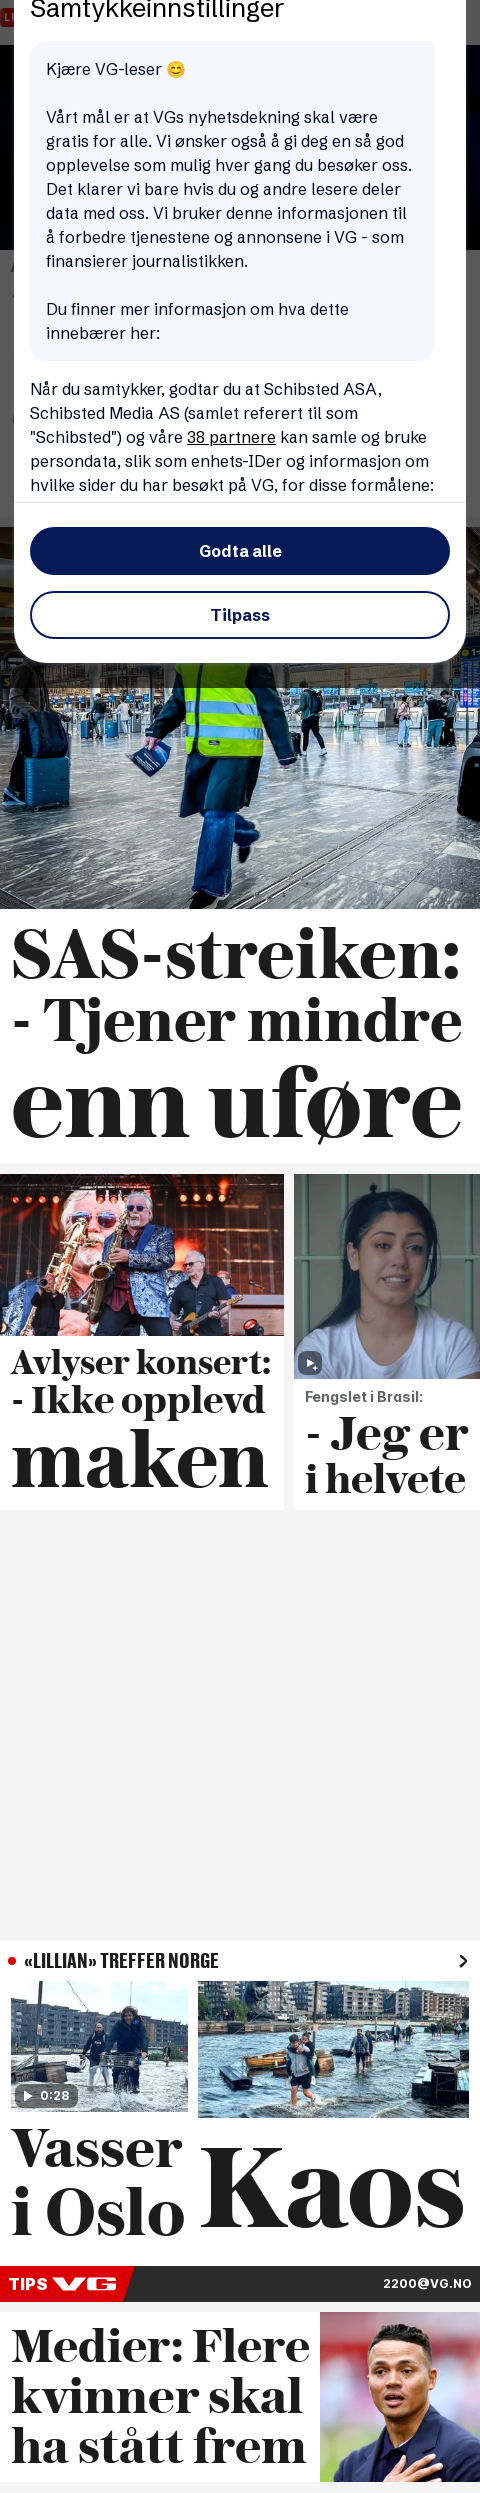 Samtykkeinnstillinger
Kjære VG-leser 😊
Vårt mål er at VGs nyhetsdekning skal være
gratis for alle. Vi ønsker også å gi deg en så god
opplevelse som mulig hver gang du besøker oss.
Det klarer vi bare hvis du og andre lesere deler
data med oss. Vi bruker denne informasjonen til
å forbedre tjenestene og annonsene i VG - som
finansierer journalistikken.
Du finner mer informasjon om hva dette
innebærer her:
Når du samtykker, godtar du at Schibsted ASA,
Schibsted Media AS (samlet referert til som
"Schibsted") og våre 38 partnere kan samle og bruke
persondata, slik som enhets-IDer og informasjon om
hvilke sider du har besøkt på VG, for disse formålene:
Godta alle
Tilpass
SAS-streiken:
- Tjener mindre
enn uføre
Avlyser konsert:
- Ikke opplevd
maken
Fengslet i Brasil:
- Jeg er
i helvete
«LILLIAN» TREFFER NORGE
0:28
Vasser
i Oslo
Kaos
TIPS VG
2200@VG.NO
Medier: Flere
kvinner skal
ha stått frem